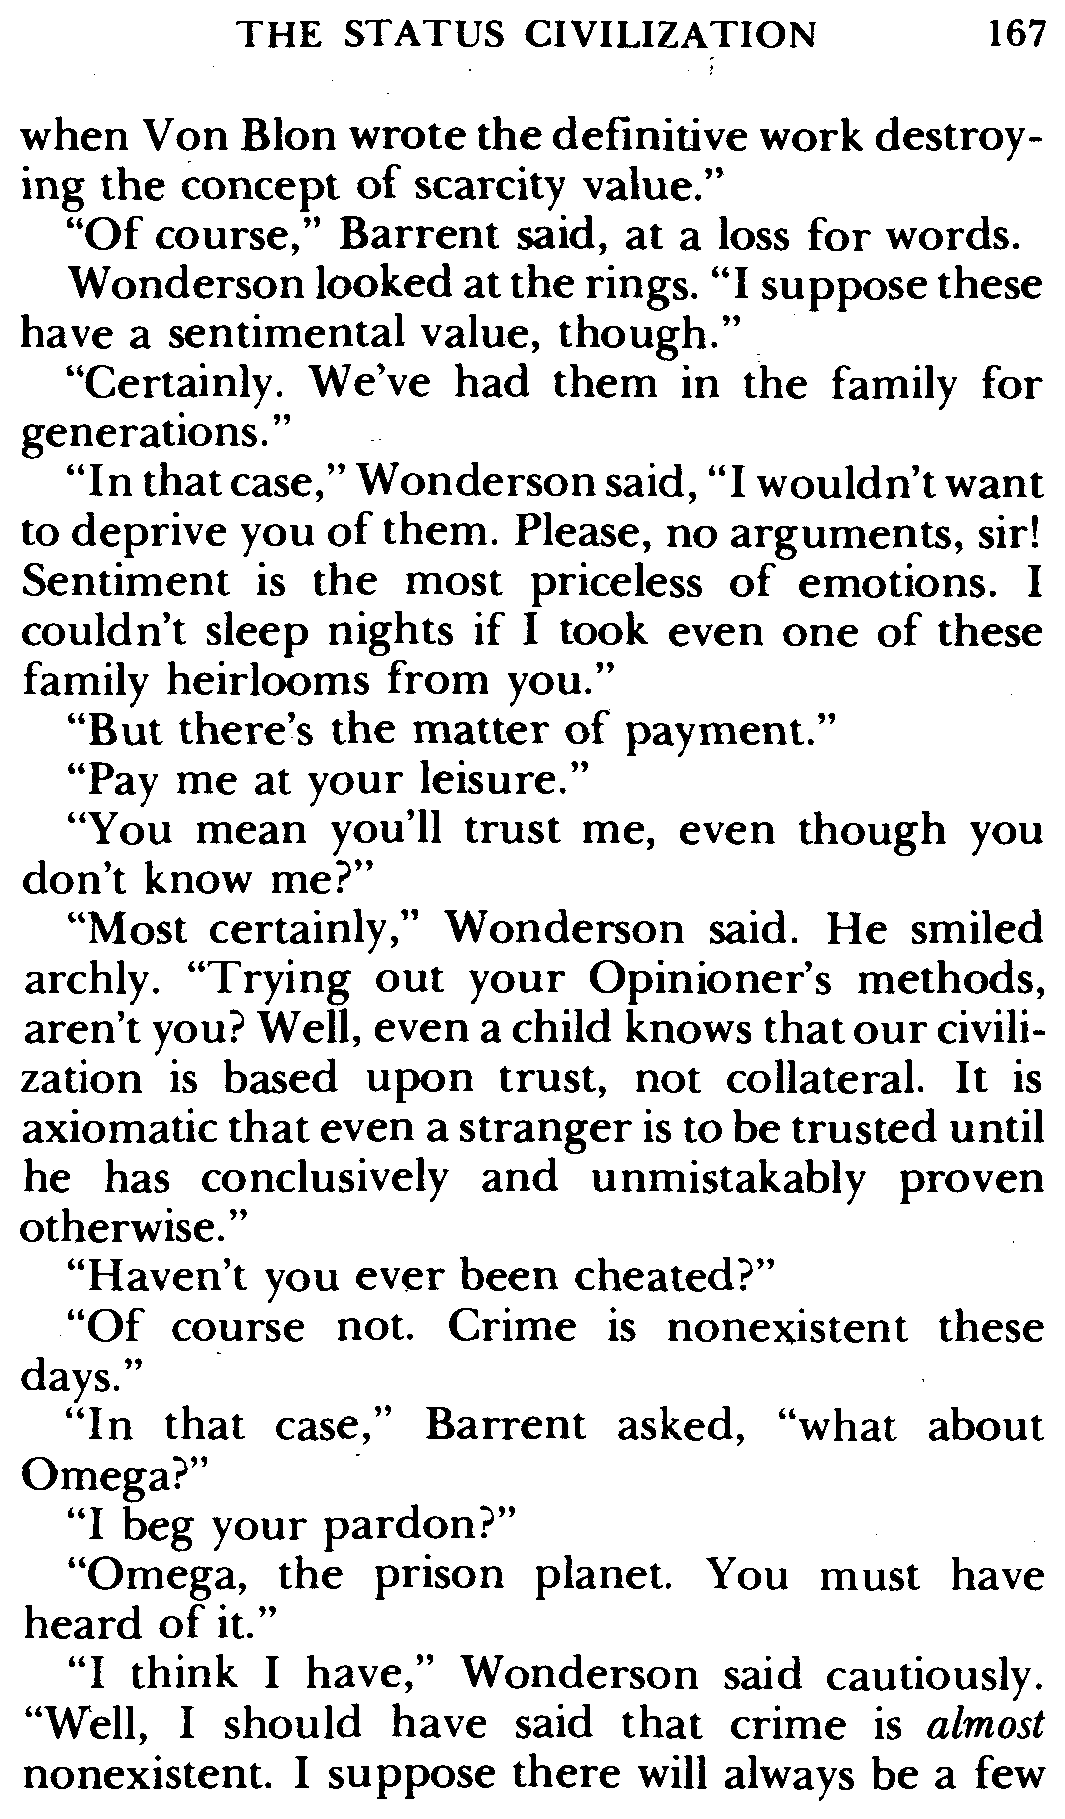 THE STATUS CIVILIZATION 167
when Von Blon wrote the definitive work destroy-
ing the concept of scarcity value.”
“Of course,” Barrent said, at a loss for words.
Wonderson looked at the rings. “I suppose these
have a sentimental value, though.”
“Certainly. We’ve had them in the family for
generations.”
“In that case,” Wonderson said, “I wouldn’t want
to deprive you of them. Please, no arguments, sir!
Sentiment is the most priceless of emotions. I
couldn’t sleep nights if I took even one of these
family heirlooms from you.”
“But there’s the matter of payment.”
“Pay me at your leisure.”
“You mean you’ll trust me, even though you
don’t know me?”
“Most certainly,” Wonderson said. He smiled
archly. “Trying out your Opinioner’s methods,
aren’t you? Well, even a child knows that our civili-
zation is based upon trust, not collateral. It is
axiomatic that even a stranger is to be trusted until
he has conclusively and unmistakably proven
otherwise.”
“Haven’t you ever been cheated?”
“Of course not. Crime is nonexistent these
days.”
“In that case,” Barrent asked, “what about
Omega?”
“I beg your pardon?”
“Omega, the prison planet. You must have
heard of it.”
“I think I have,” Wonderson said cautiously.
“Well, I should have said that crime is almost
nonexistent. I suppose there will always be a few